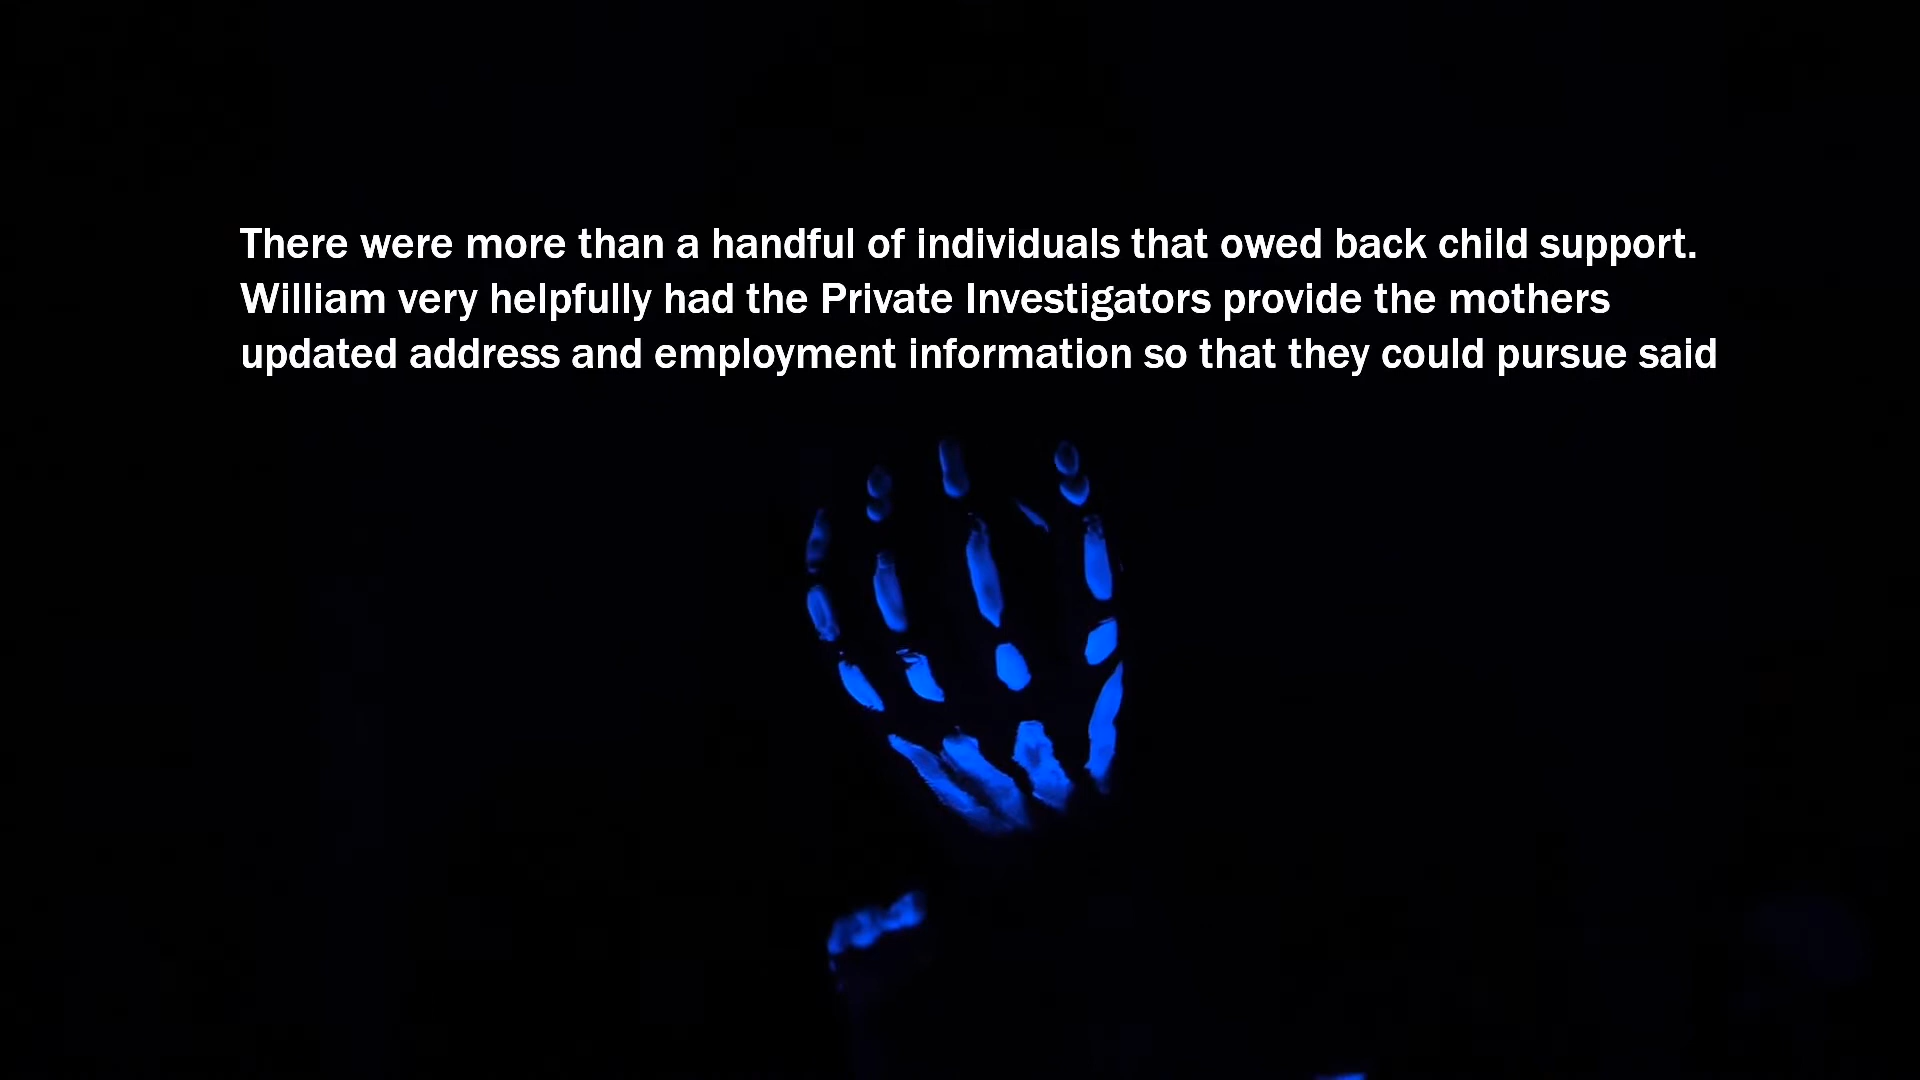 There were more than a handful of individuals that owed back child support.
William very helpfully had the Private Investigators provide the mothers
updated address and employment information so that they could pursue said